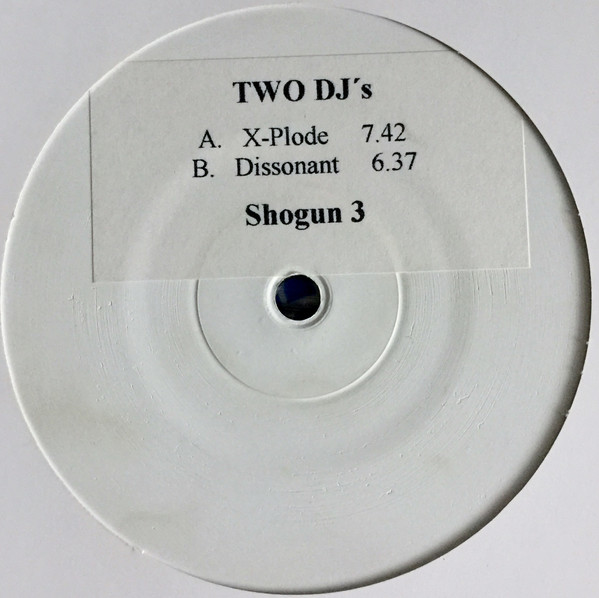 TWO DJ´s
A. X-Plode 7.42
B. Dissonant 6.37
Shogun 3